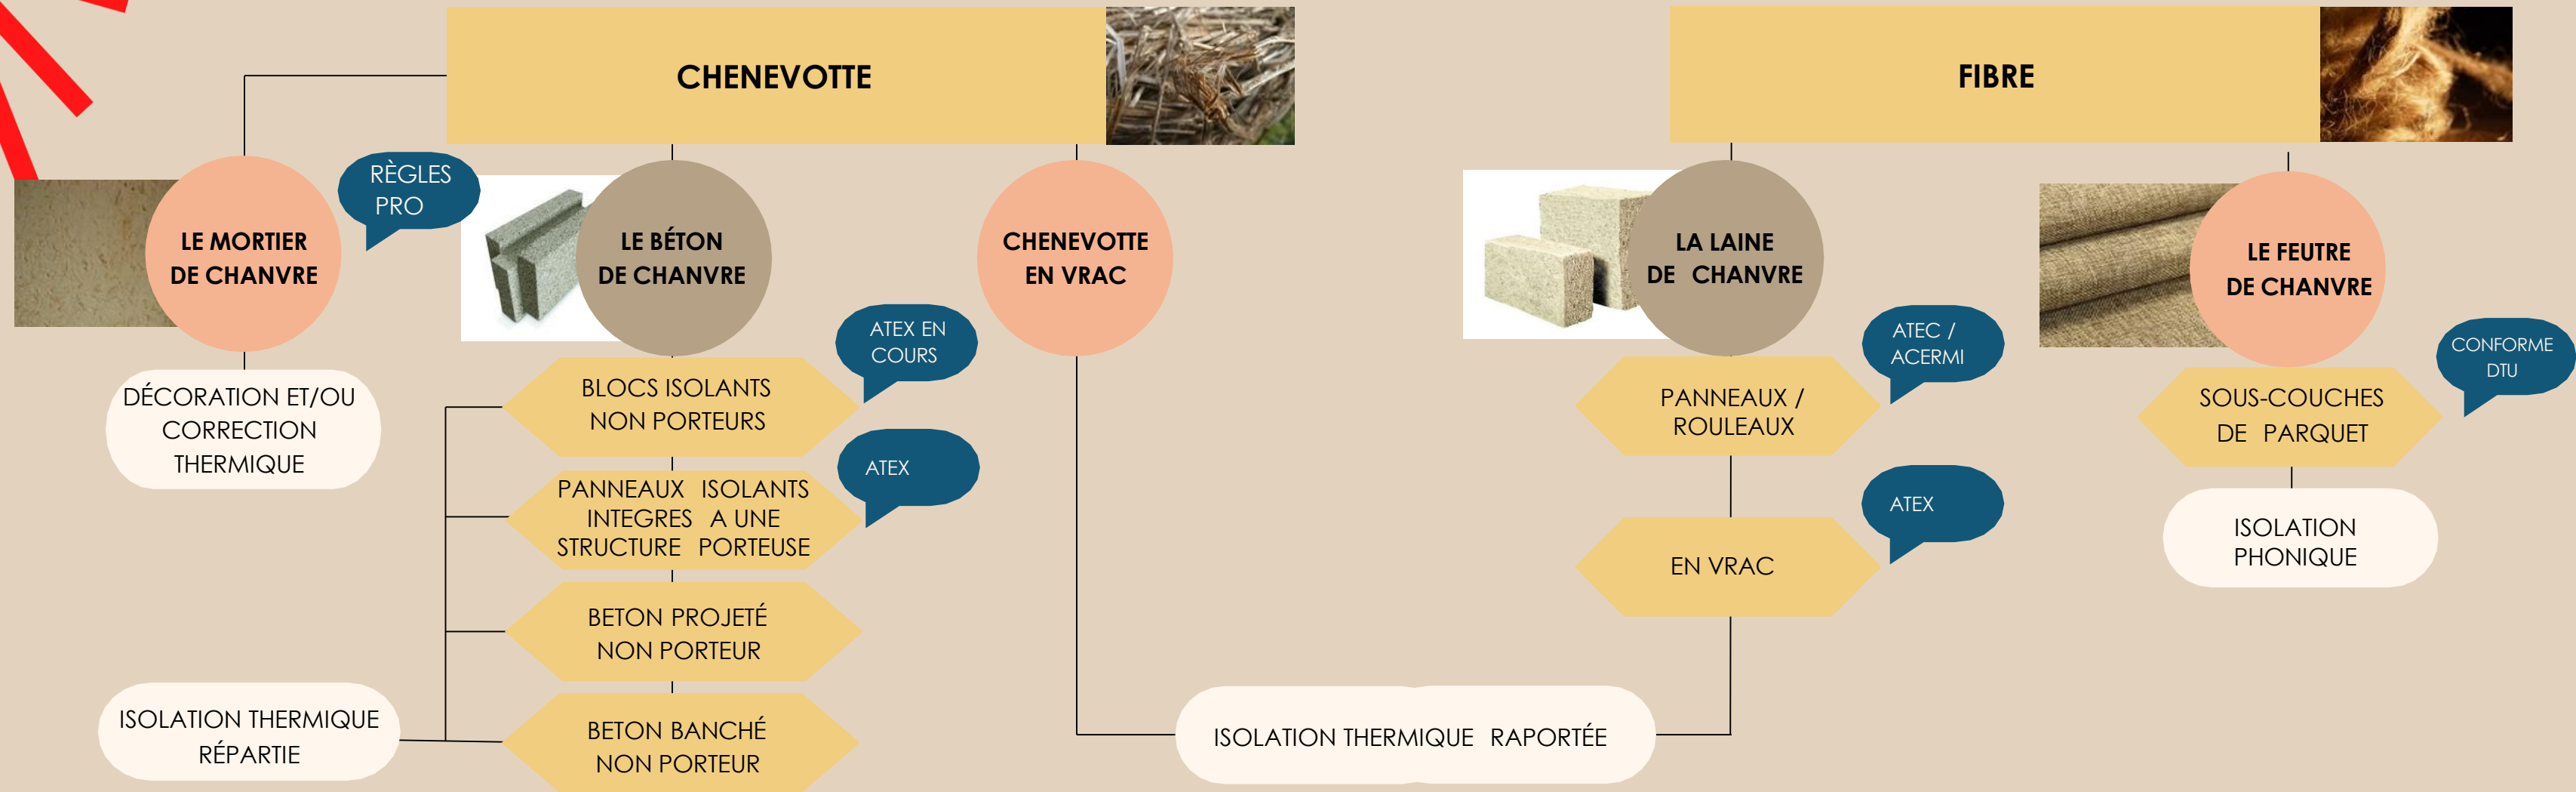 CHENEVOTTE
FIBRE
RÈGLES
PRO
LE MORTIER
DE CHANVRE
LE BÉTON
DE CHANVRE
CHENEVOTTE
EN VRAC
LA LAINE
DE CHANVRE
LE FEUTRE
DE CHANVRE
DÉCORATION ET/OU
CORRECTION
THERMIQUE
ATEX EN
COURS
BLOCS ISOLANTS
NON PORTEURS
ATEX
PANNEAUX ISOLANTS
INTEGRES A UNE
STRUCTURE PORTEUSE
BETON PROJETÉ
NON PORTEUR
BETON BANCHÉ
NON PORTEUR
ISOLATION THERMIQUE
RÉPARTIE
ATEC /
ACERMI
PANNEAUX /
ROULEAUX
ATEX
EN VRAC
ISOLATION THERMIQUE RAPORTÉE
CONFORME
DTU
SOUS-COUCHES
DE PARQUET
ISOLATION
PHONIQUE